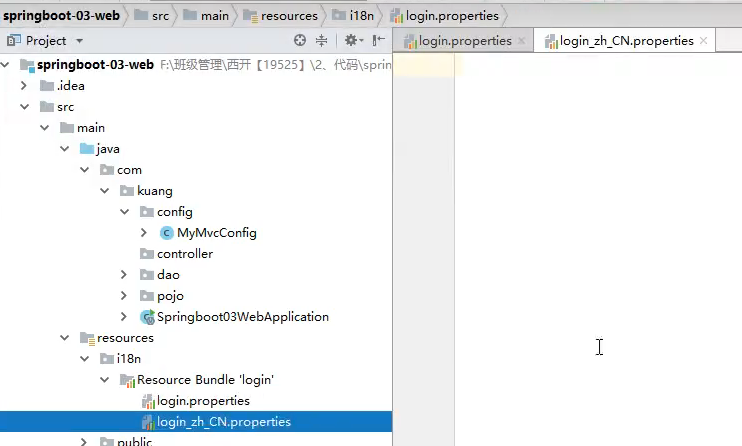 springboot-03-web src main resources i18n login.properties
Project
login.properties login_zh_CN.properties
springboot-03-web F:\班级管理\西开【19525】\2、代码\sprin
.idea
src
main
java
com
kuang
config
MyMvcConfig
controller
dao
pojo
Springboot03WebApplication
resources
i18n
Resource Bundle 'login'
login.properties
login_zh_CN.properties
public